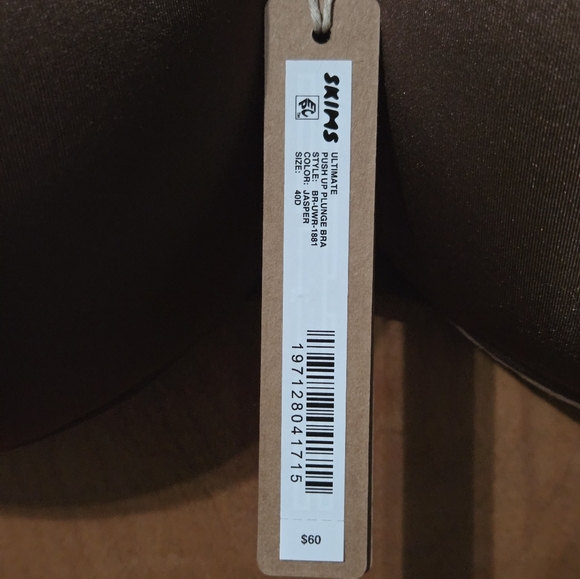 SKIMS
ULTIMATE
PUSH UP PLUNGE BRA
STYLE: BR-UWR-1881
COLOR: JASPER
SIZE: 40D
197128041715
$60